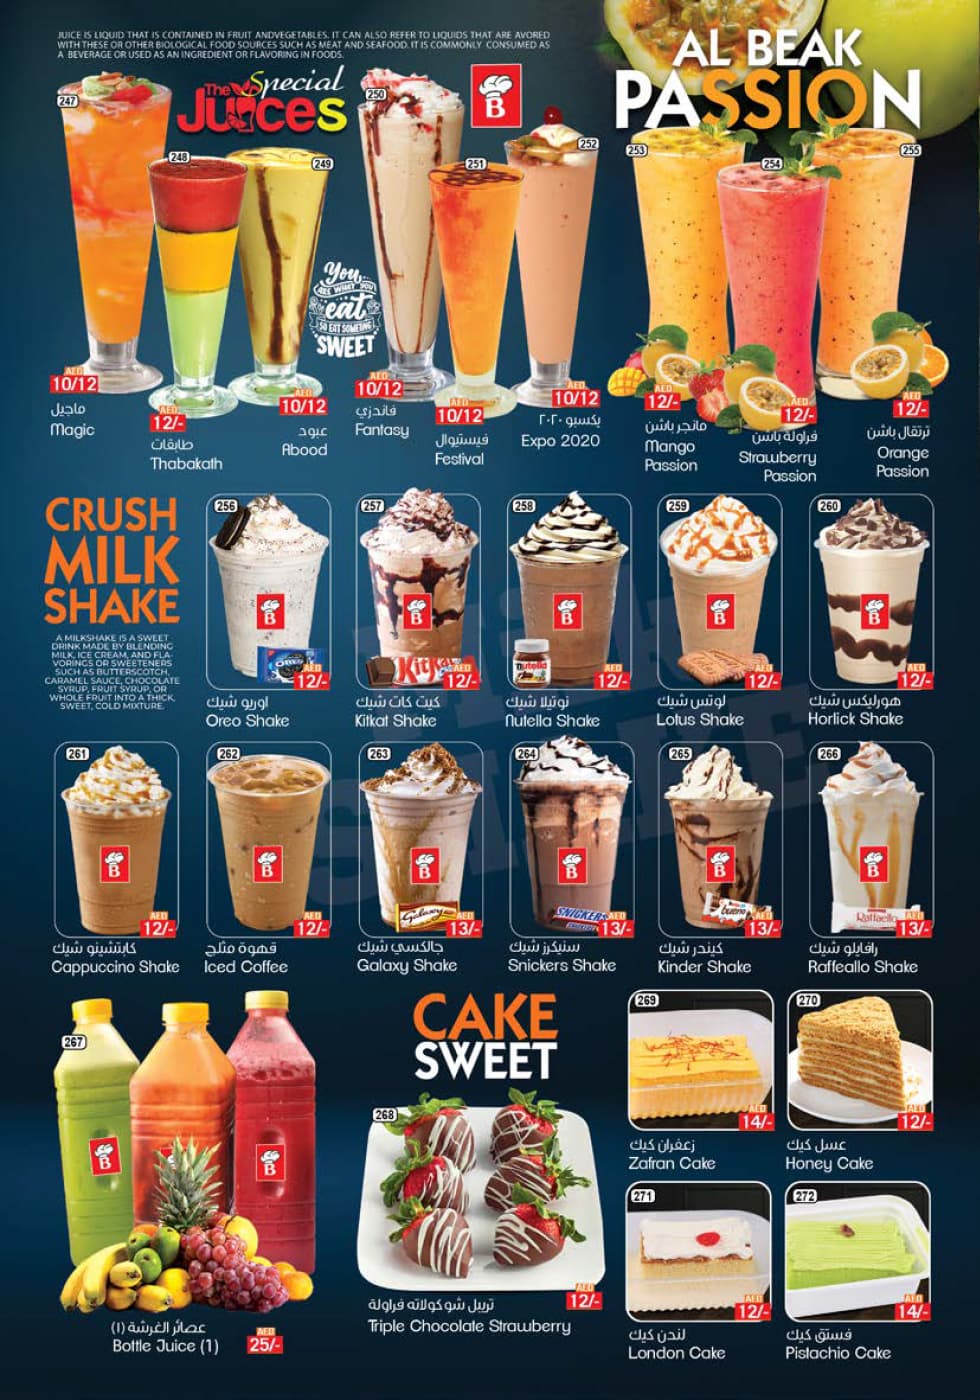 JUICE IS LIQUID THAT IS CONTAINED IN FRUIT ANDVEGETABLES. IT CAN ALSO REFER TO LIQUIDS THAT ARE AVORED
WITH THESE OR OTHER BIOLOGICAL FOOD SOURCES SUCH AS MEAT AND SEAFOOD. IT IS COMMONLY CONSUMED AS
A BEVERAGE OR USED AS AN INGREDIENT OR FLAVORING IN FOODS.
The Special
Juices
B
AL BEAK
PASSION
247
248
249
250
251
252
253
254
255
You
ARE WHAT YOU
eat
SO EAT SOMETHING
SWEET
AED
10/12
ماجيل
Magic
AED
12/-
طابقات
Thabakath
AED
10/12
عبود
Abood
AED
10/12
فانتزي
Fantasy
AED
10/12
فيستيوال
Festival
AED
10/12
يكسبو ٢٠٢٠
Expo 2020
AED
12/-
مانجر باشن
Mango
Passion
AED
12/-
فراولة باشن
Strawberry
Passion
AED
12/-
ترتقال باشن
Orange
Passion
CRUSH
MILK
SHAKE
A MILKSHAKE IS A SWEET
DRINK MADE BY BLENDING
MILK, ICE CREAM, AND FLA-
VORINGS OR SWEETENERS
SUCH AS BUTTERSCOTCH,
CARAMEL SAUCE, CHOCOLATE
SYRUP, FRUIT SYRUP, OR
WHOLE FRUIT INTO A THICK,
SWEET, COLD MIXTURE.
256
B
OREO
AED
12/-
اوريو شيك
Oreo Shake
257
B
KitKat
AED
12/-
كيت كات شيك
Kitkat Shake
258
B
nutella
AED
12/-
نوتيلا شيك
Nutella Shake
259
B
AED
12/-
لوتس شيك
Lotus Shake
260
B
AED
12/-
هورليكس شيك
Horlick Shake
MILK
SHAKE
261
B
AED
12/-
كابتشينو شيك
Cappuccino Shake
262
B
AED
12/-
قهوة مثلج
Iced Coffee
263
B
Galaxy
AED
13/-
جالكسي شيك
Galaxy Shake
264
B
SNICKERS
AED
13/-
سنيكرز شيك
Snickers Shake
265
B
bueno
AED
13/-
كيندر شيك
Kinder Shake
266
B
Raffaello
AED
13/-
رافايلو شيك
Raffeallo Shake
267
B
B
عصائر الغرشة (١)
Bottle Juice (1)
AED
25/-
CAKE
SWEET
268
AED
12/-
تريبل شوكولاته فراولة
Triple Chocolate Strawberry
269
AED
14/-
زعفران كيك
Zafran Cake
270
AED
12/-
عسل كيك
Honey Cake
271
AED
12/-
لندن كيك
London Cake
272
AED
14/-
فستق كيك
Pistachio Cake